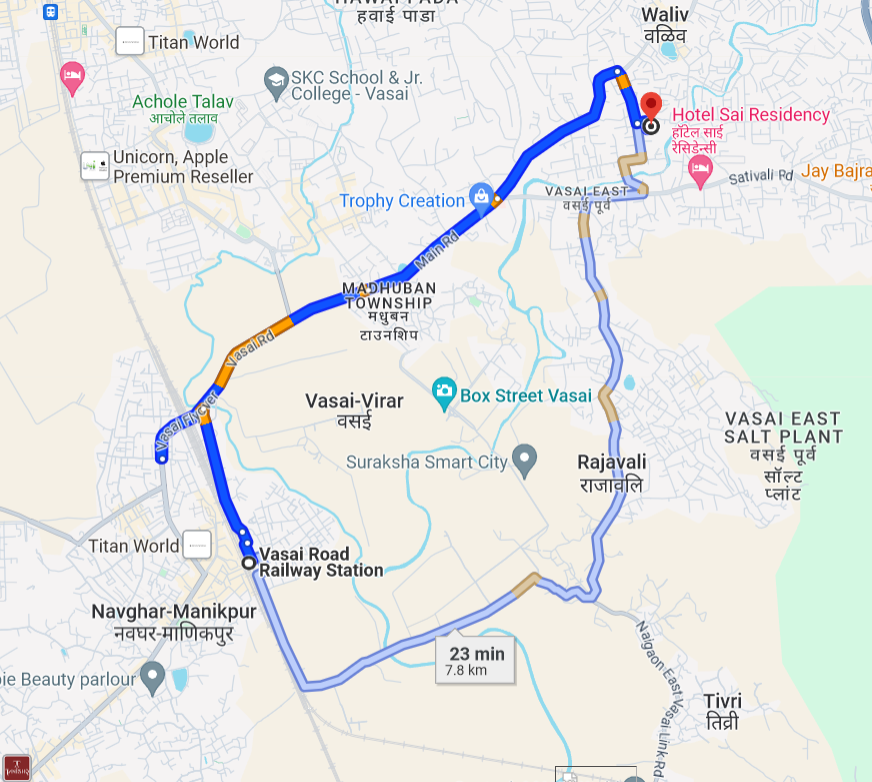 HAWAI PADA
हवाई पाडा
Waliv
वळिव
Titan World
SKC School & Jr.
College - Vasai
Achole Talav
आचोले तलाव
Hotel Sai Residency
हॉटेल साई
रेसिडेन्सी
Unicorn, Apple
Premium Reseller
Jay Bajra
Sativali Rd
VASAI EAST
वसई पूर्व
Trophy Creation
Main Rd
MADHUBAN
TOWNSHIP
मधुबन
टाउनशिप
Vasai Rd
Vasai-Virar
वसई
Box Street Vasai
Vasai Flyover
VASAI EAST
SALT PLANT
वसई पूर्व
सॉल्ट
प्लांट
Suraksha Smart City
Rajavali
राजावलि
Titan World
Vasai Road
Railway Station
Navghar-Manikpur
नवघर-माणिकपुर
23 min
7.8 km
Naigaon East Vasai Link Rd
pie Beauty parlour
Tivri
तिव्री